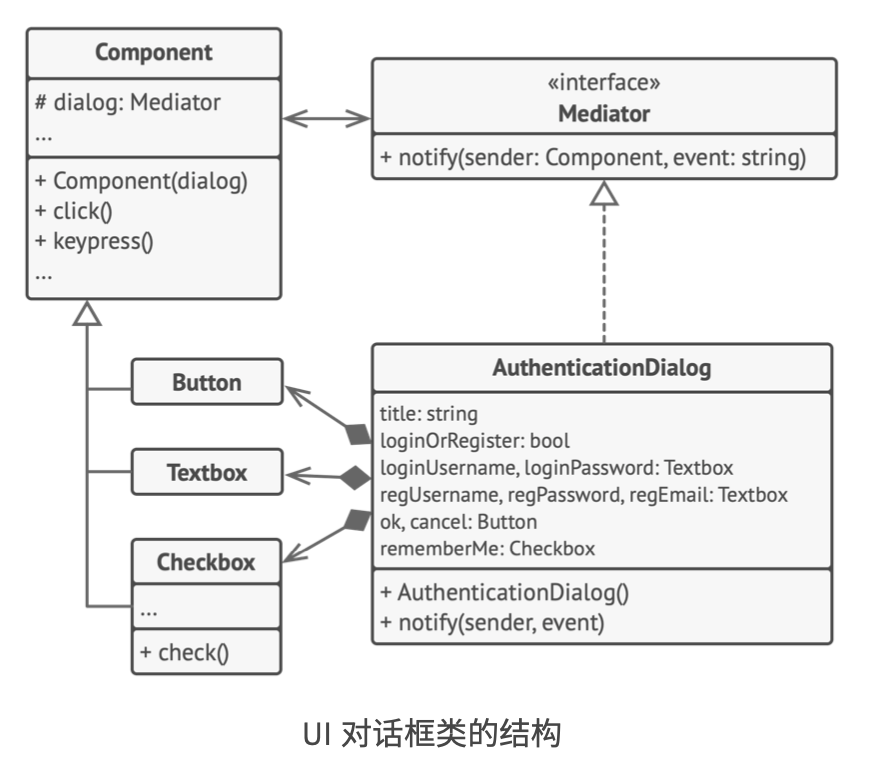 Component
# dialog: Mediator
...
+ Component(dialog)
+ click()
+ keypress()
...
«interface»
Mediator
+ notify(sender: Component, event: string)
Button
Textbox
Checkbox
...
+ check()
AuthenticationDialog
title: string
loginOrRegister: bool
loginUsername, loginPassword: Textbox
regUsername, regPassword, regEmail: Textbox
ok, cancel: Button
rememberMe: Checkbox
+ AuthenticationDialog()
+ notify(sender, event)
UI 对话框类的结构